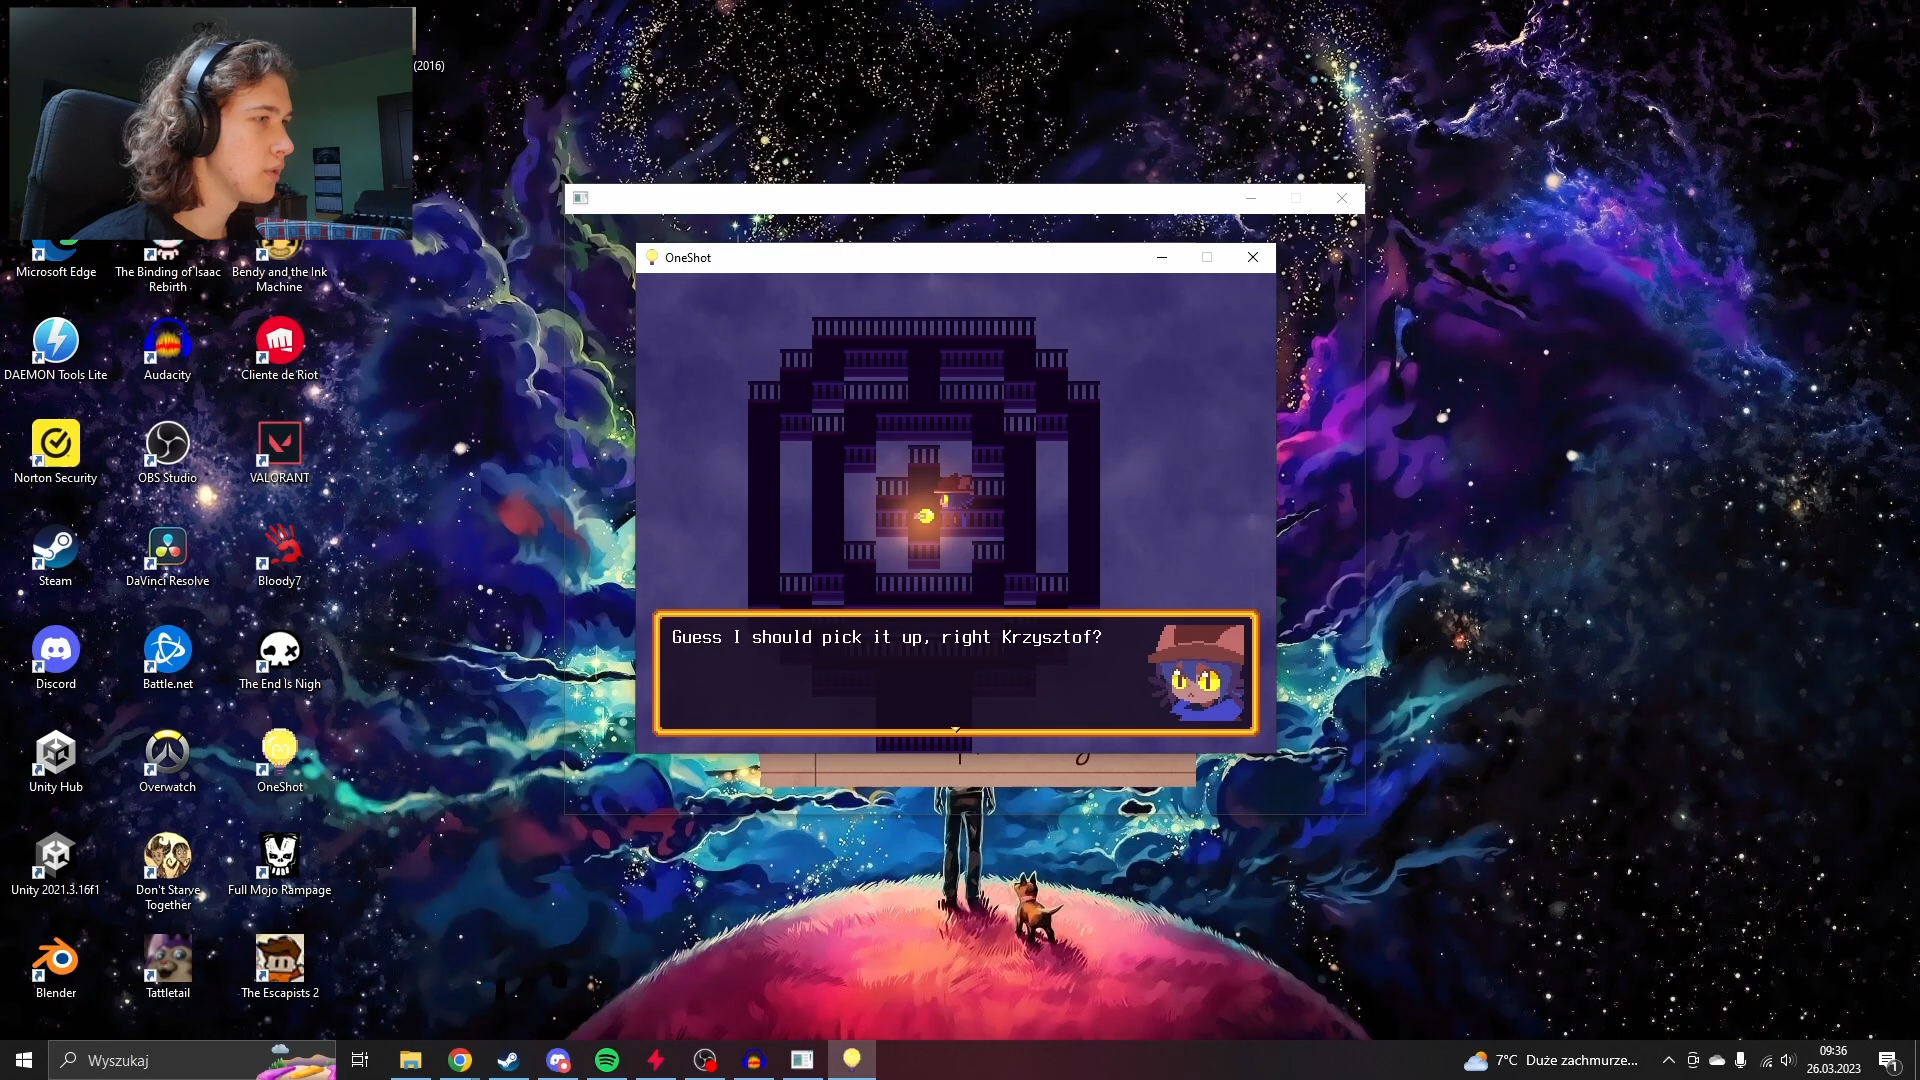 (2016)
Microsoft Edge
The Binding of Isaac
Rebirth
Bendy and the Ink
Machine
OneShot
DAEMON Tools Lite
Audacity
Cliente de Riot
Norton Security
OBS Studio
VALORANT
Steam
DaVinci Resolve
Bloody7
Guess I should pick it up, right Krzysztof?
Discord
Battle.net
The End Is Nigh
Unity Hub
Overwatch
OneShot
Unity 2021.3.16f1
Don't Starve
Together
Full Mojo Rampage
Blender
Tattletail
The Escapists 2
Wyszukaj
7°C Duże zachmurze...
09:36
26.03.2023
1